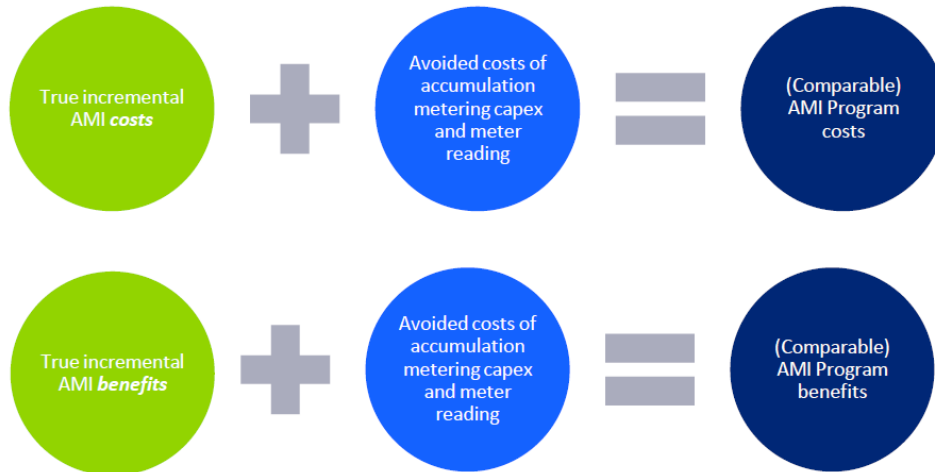 True incremental
AMI costs
Avoided costs of
accumulation
metering capex
and meter
reading
(Comparable)
AMI Program
costs
True incremental
AMI benefits
Avoided costs of
accumulation
metering capex
and meter
reading
(Comparable)
AMI Program
benefits